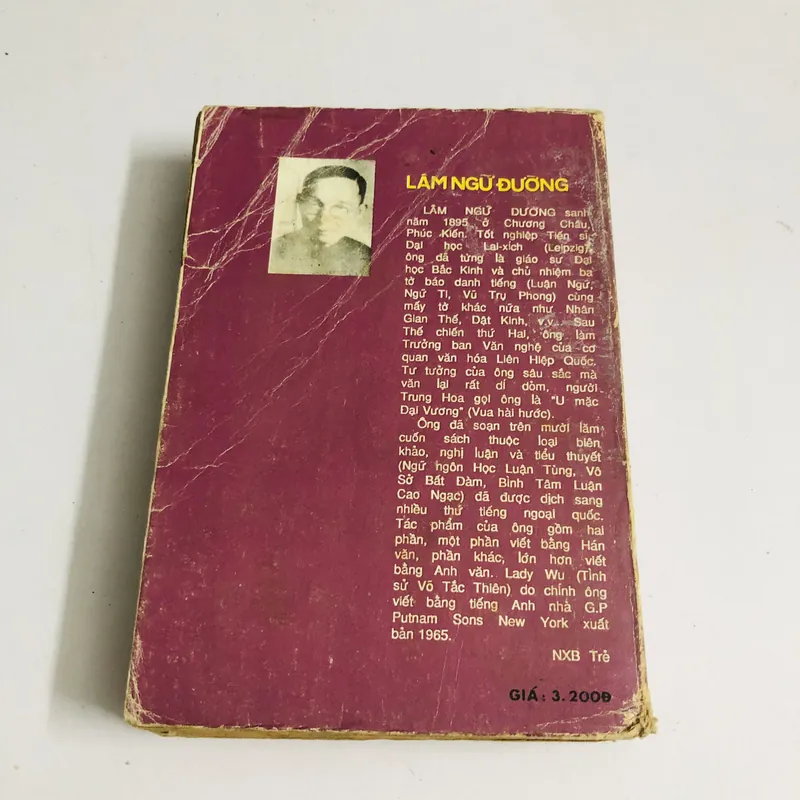 LÂM NGỮ ĐƯỜNG
LÂM NGỮ ĐƯỜNG sanh
năm 1895 ở Chương Châu,
Phúc Kiến. Tốt nghiệp Tiến sĩ
Đại học Lai-xích (Leipzig),
ông đã từng là giáo sư Đại
học Bắc Kinh và chủ nhiệm ba
tờ báo danh tiếng (Luận Ngữ,
Ngữ Ti, Vũ Trụ Phong) cùng
mấy tờ khác nữa như Nhân
Gian Thế, Dật Kinh, v.v... Sau
Thế chiến thứ Hai, ông làm
Trưởng ban Văn nghệ của cơ
quan văn hóa Liên Hiệp Quốc.
Tư tưởng của ông sâu sắc mà
văn lại rất dí dỏm, người
Trung Hoa gọi ông là "U mặc
Đại Vương" (Vua hài hước).
Ông đã soạn trên mười lăm
cuốn sách thuộc loại biên
khảo, nghị luận và tiểu thuyết
(Ngữ ngôn Học Luận Tùng, Vô
Sở Bất Đàm, Bình Tâm Luận
Cao Ngạc) đã được dịch sang
nhiều thứ tiếng ngoại quốc.
Tác phẩm của ông gồm hai
phần, một phần viết bằng Hán
văn, phần khác, lớn hơn viết
bằng Anh văn. Lady Wu (Tình
sử Võ Tắc Thiên) do chính ông
viết bằng tiếng Anh nhà G.P
Putnam Sons New York xuất
bản 1965.
NXB Trẻ
GIÁ: 3.200Đ